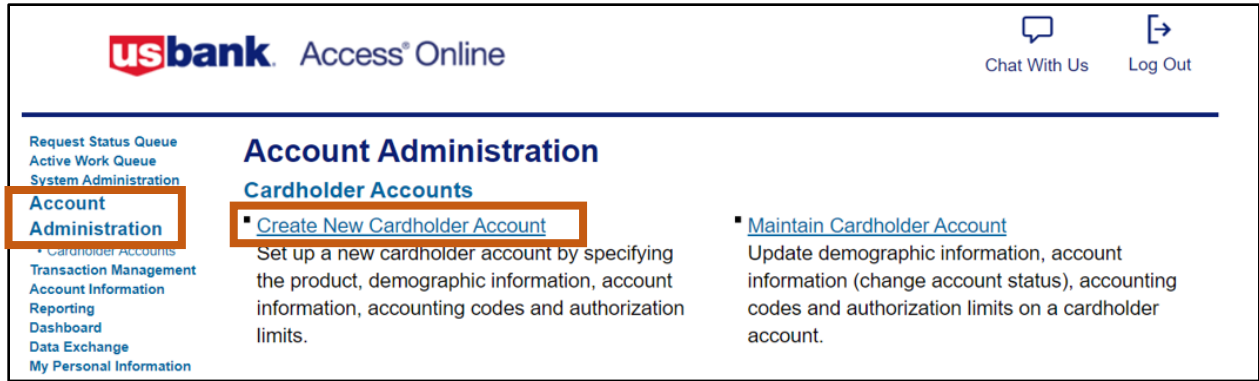 usbank. Access® Online
Chat With Us
Log Out
Request Status Queue
Active Work Queue
System Administration
Account
Administration
• Cardholder Accounts
Transaction Management
Account Information
Reporting
Dashboard
Data Exchange
My Personal Information
Account Administration
Cardholder Accounts
Create New Cardholder Account
Set up a new cardholder account by specifying
the product, demographic information, account
information, accounting codes and authorization
limits.
Maintain Cardholder Account
Update demographic information, account
information (change account status), accounting
codes and authorization limits on a cardholder
account.